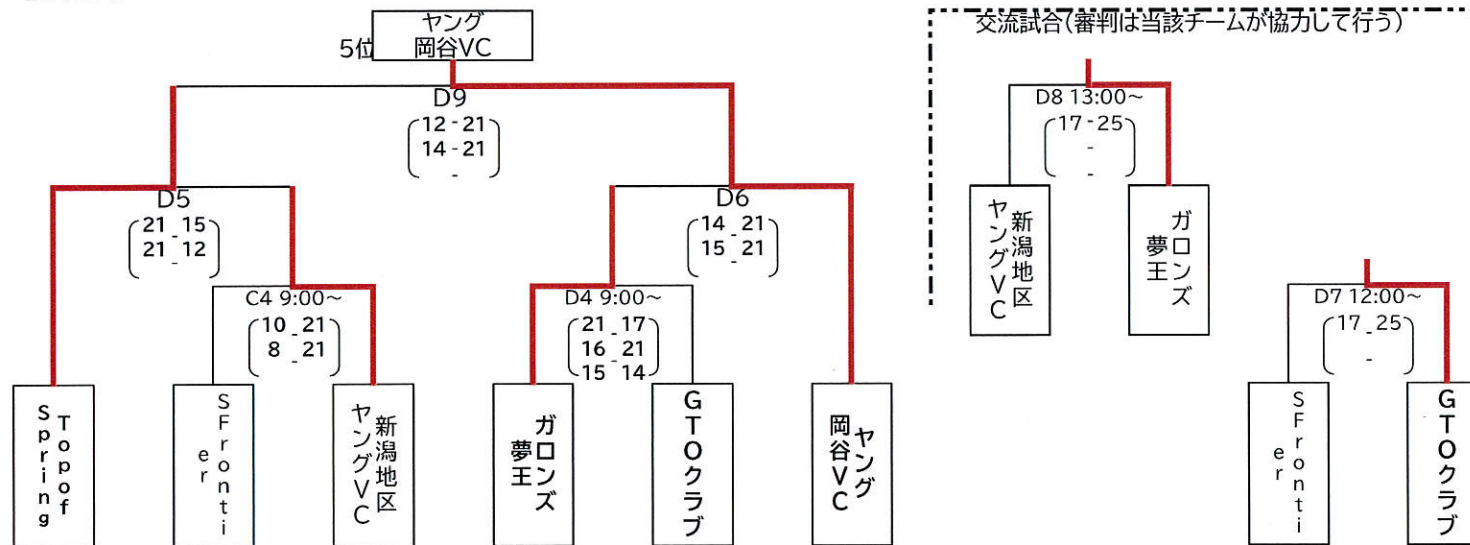 ヤング
岡谷VC
5位
D9
12 - 21
14 - 21
-
D5
21 - 15
21 - 12
D6
14 - 21
15 - 21
C4 9:00～
10 - 21
8 - 21
D4 9:00～
21 - 17
16 - 21
15 - 14
Topof
Spring
SFronti
er
新潟地区
ヤングVC
ガロンズ
夢王
GTOクラブ
ヤング
岡谷VC
交流試合(審判は当該チームが協力して行う)
D8 13:00～
17 - 25
-
-
新潟地区
ヤングVC
ガロンズ
夢王
D7 12:00～
17 - 25
-
SFronti
er
GTOクラブ